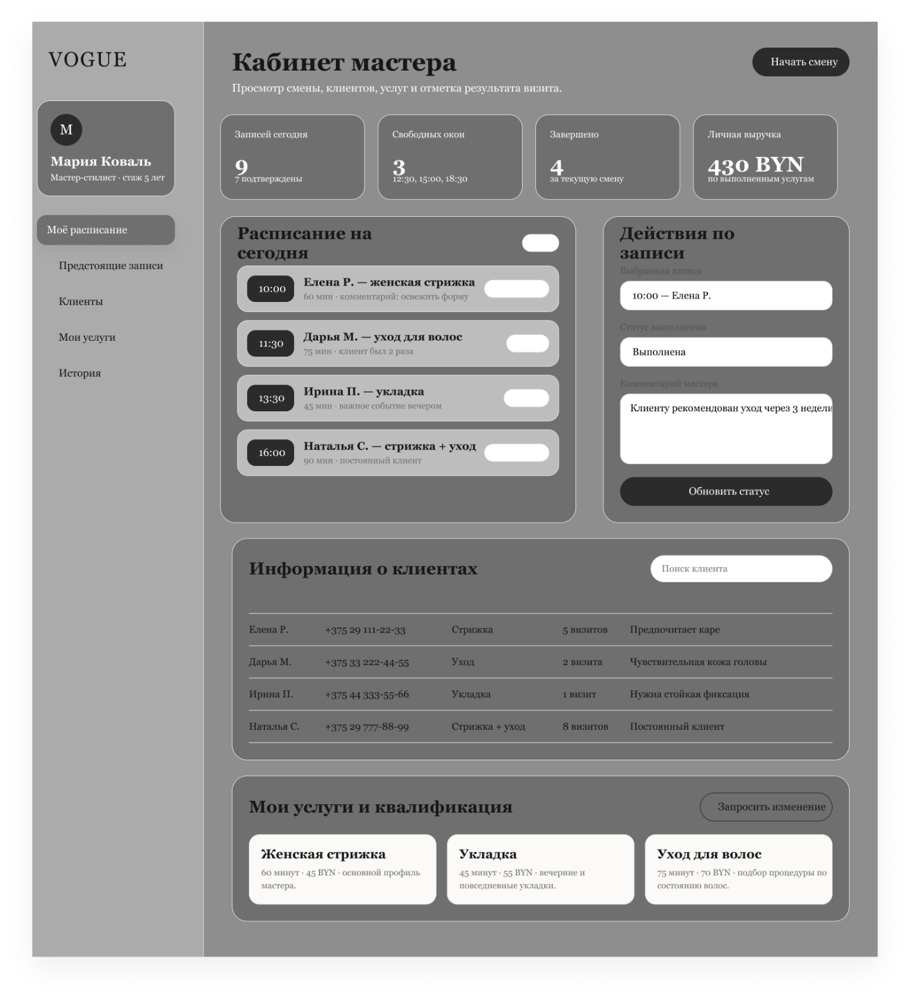 VOGUE
М
Мария Коваль
Мастер-стилист · стаж 5 лет
Моё расписание
Предстоящие записи
Клиенты
Мои услуги
История
Кабинет мастера
Просмотр смены, клиентов, услуг и отметка результата визита.
Начать смену
Записей сегодня
9
7 подтверждены
Свободных окон
3
12:30, 15:00, 18:30
Завершено
4
за текущую смену
Личная выручка
430 BYN
по выполненным услугам
Расписание на
сегодня
10:00
Елена Р. — женская стрижка
60 мин · комментарий: освежить форму
11:30
Дарья М. — уход для волос
75 мин · клиент был 2 раза
13:30
Ирина П. — укладка
45 мин · важное событие вечером
16:00
Наталья С. — стрижка + уход
90 мин · постоянный клиент
Действия по
записи
Выбранная запись
10:00 — Елена Р.
Статус выполнения
Выполнена
Комментарий мастера
Клиенту рекомендован уход через 3 недели
Обновить статус
Информация о клиентах
Поиск клиента
Елена Р. +375 29 111-22-33 Стрижка 5 визитов Предпочитает каре
Дарья М. +375 33 222-44-55 Уход 2 визита Чувствительная кожа головы
Ирина П. +375 44 333-55-66 Укладка 1 визит Нужна стойкая фиксация
Наталья С. +375 29 777-88-99 Стрижка + уход 8 визитов Постоянный клиент
Мои услуги и квалификация
Запросить изменение
Женская стрижка
60 минут · 45 BYN · основной профиль
мастера.
Укладка
45 минут · 55 BYN · вечерние и
повседневные укладки.
Уход для волос
75 минут · 70 BYN · подбор процедуры по
состоянию волос.